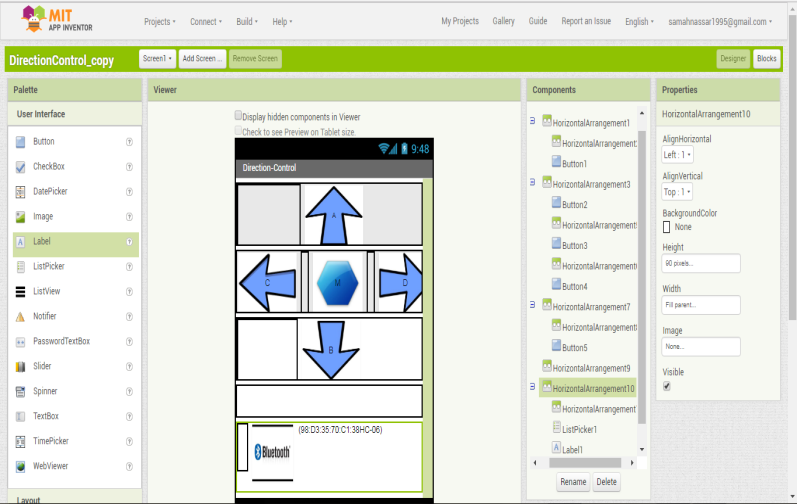 MIT
APP INVENTOR
Projects
Connect
Build
Help
My Projects
Gallery
Guide
Report an Issue
English
samahnassar1995@gmail.com
DirectionControl_copy
Screen1
Add Screen ...
Remove Screen
Designer
Blocks
Palette
User Interface
Button
CheckBox
DatePicker
Image
Label
ListPicker
ListView
Notifier
PasswordTextBox
Slider
Spinner
TextBox
TimePicker
WebViewer
Layout
Viewer
Display hidden components in Viewer
Check to see Preview on Tablet size.
9:48
Direction-Control
A
C
M
D
B
(98:D3:35:70:C1:38HC-06)
Bluetooth
Components
HorizontalArrangement1
HorizontalArrangement
Button1
HorizontalArrangement3
Button2
HorizontalArrangement
Button3
HorizontalArrangement
Button4
HorizontalArrangement7
HorizontalArrangement
Button5
HorizontalArrangement9
HorizontalArrangement10
HorizontalArrangement
ListPicker1
Label1
Rename
Delete
Properties
HorizontalArrangement10
AlignHorizontal
Left : 1
AlignVertical
Top : 1
BackgroundColor
None
Height
90 pixels...
Width
Fill parent...
Image
None...
Visible